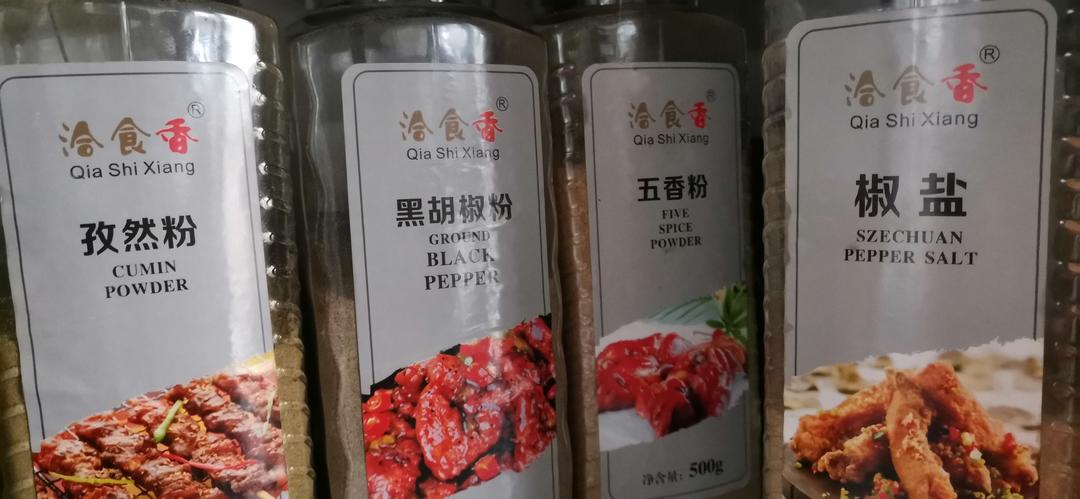 洽食香®
Qia Shi Xiang
孜然粉
CUMIN
POWDER
洽食香®
Qia Shi Xiang
黑胡椒粉
GROUND
BLACK
PEPPER
洽食香®
Qia Shi Xiang
五香粉
FIVE
SPICE
POWDER
净含量: 500g
洽食香®
Qia Shi Xiang
椒盐
SZECHUAN
PEPPER SALT